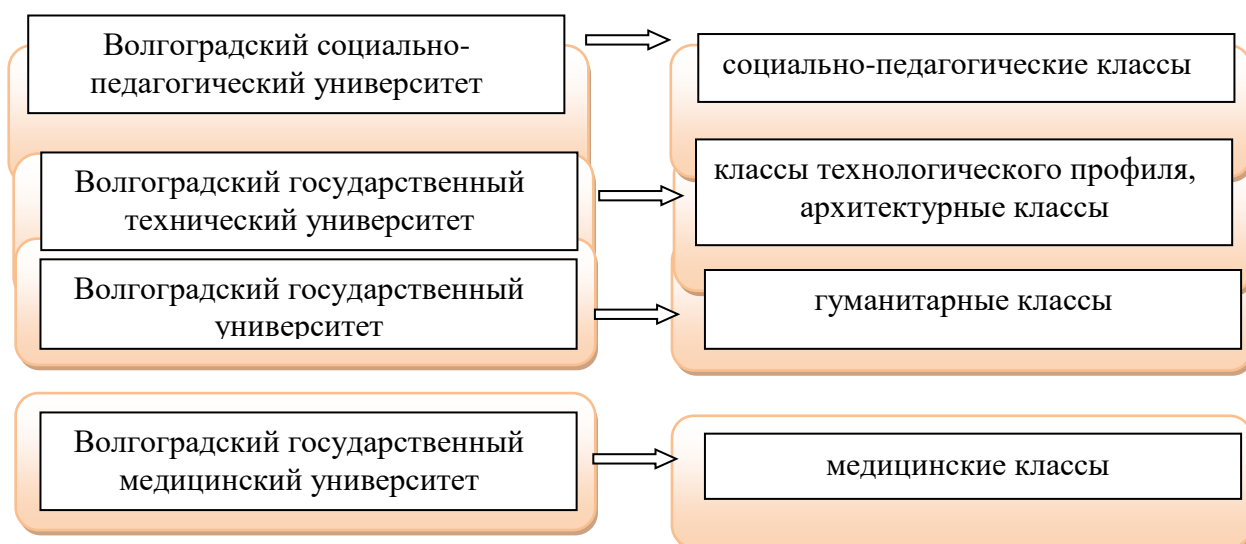 Волгоградский социально-
педагогический университет
социально-педагогические классы
Волгоградский государственный
технический университет
классы технологического профиля,
архитектурные классы
Волгоградский государственный
университет
гуманитарные классы
Волгоградский государственный
медицинский университет
медицинские классы